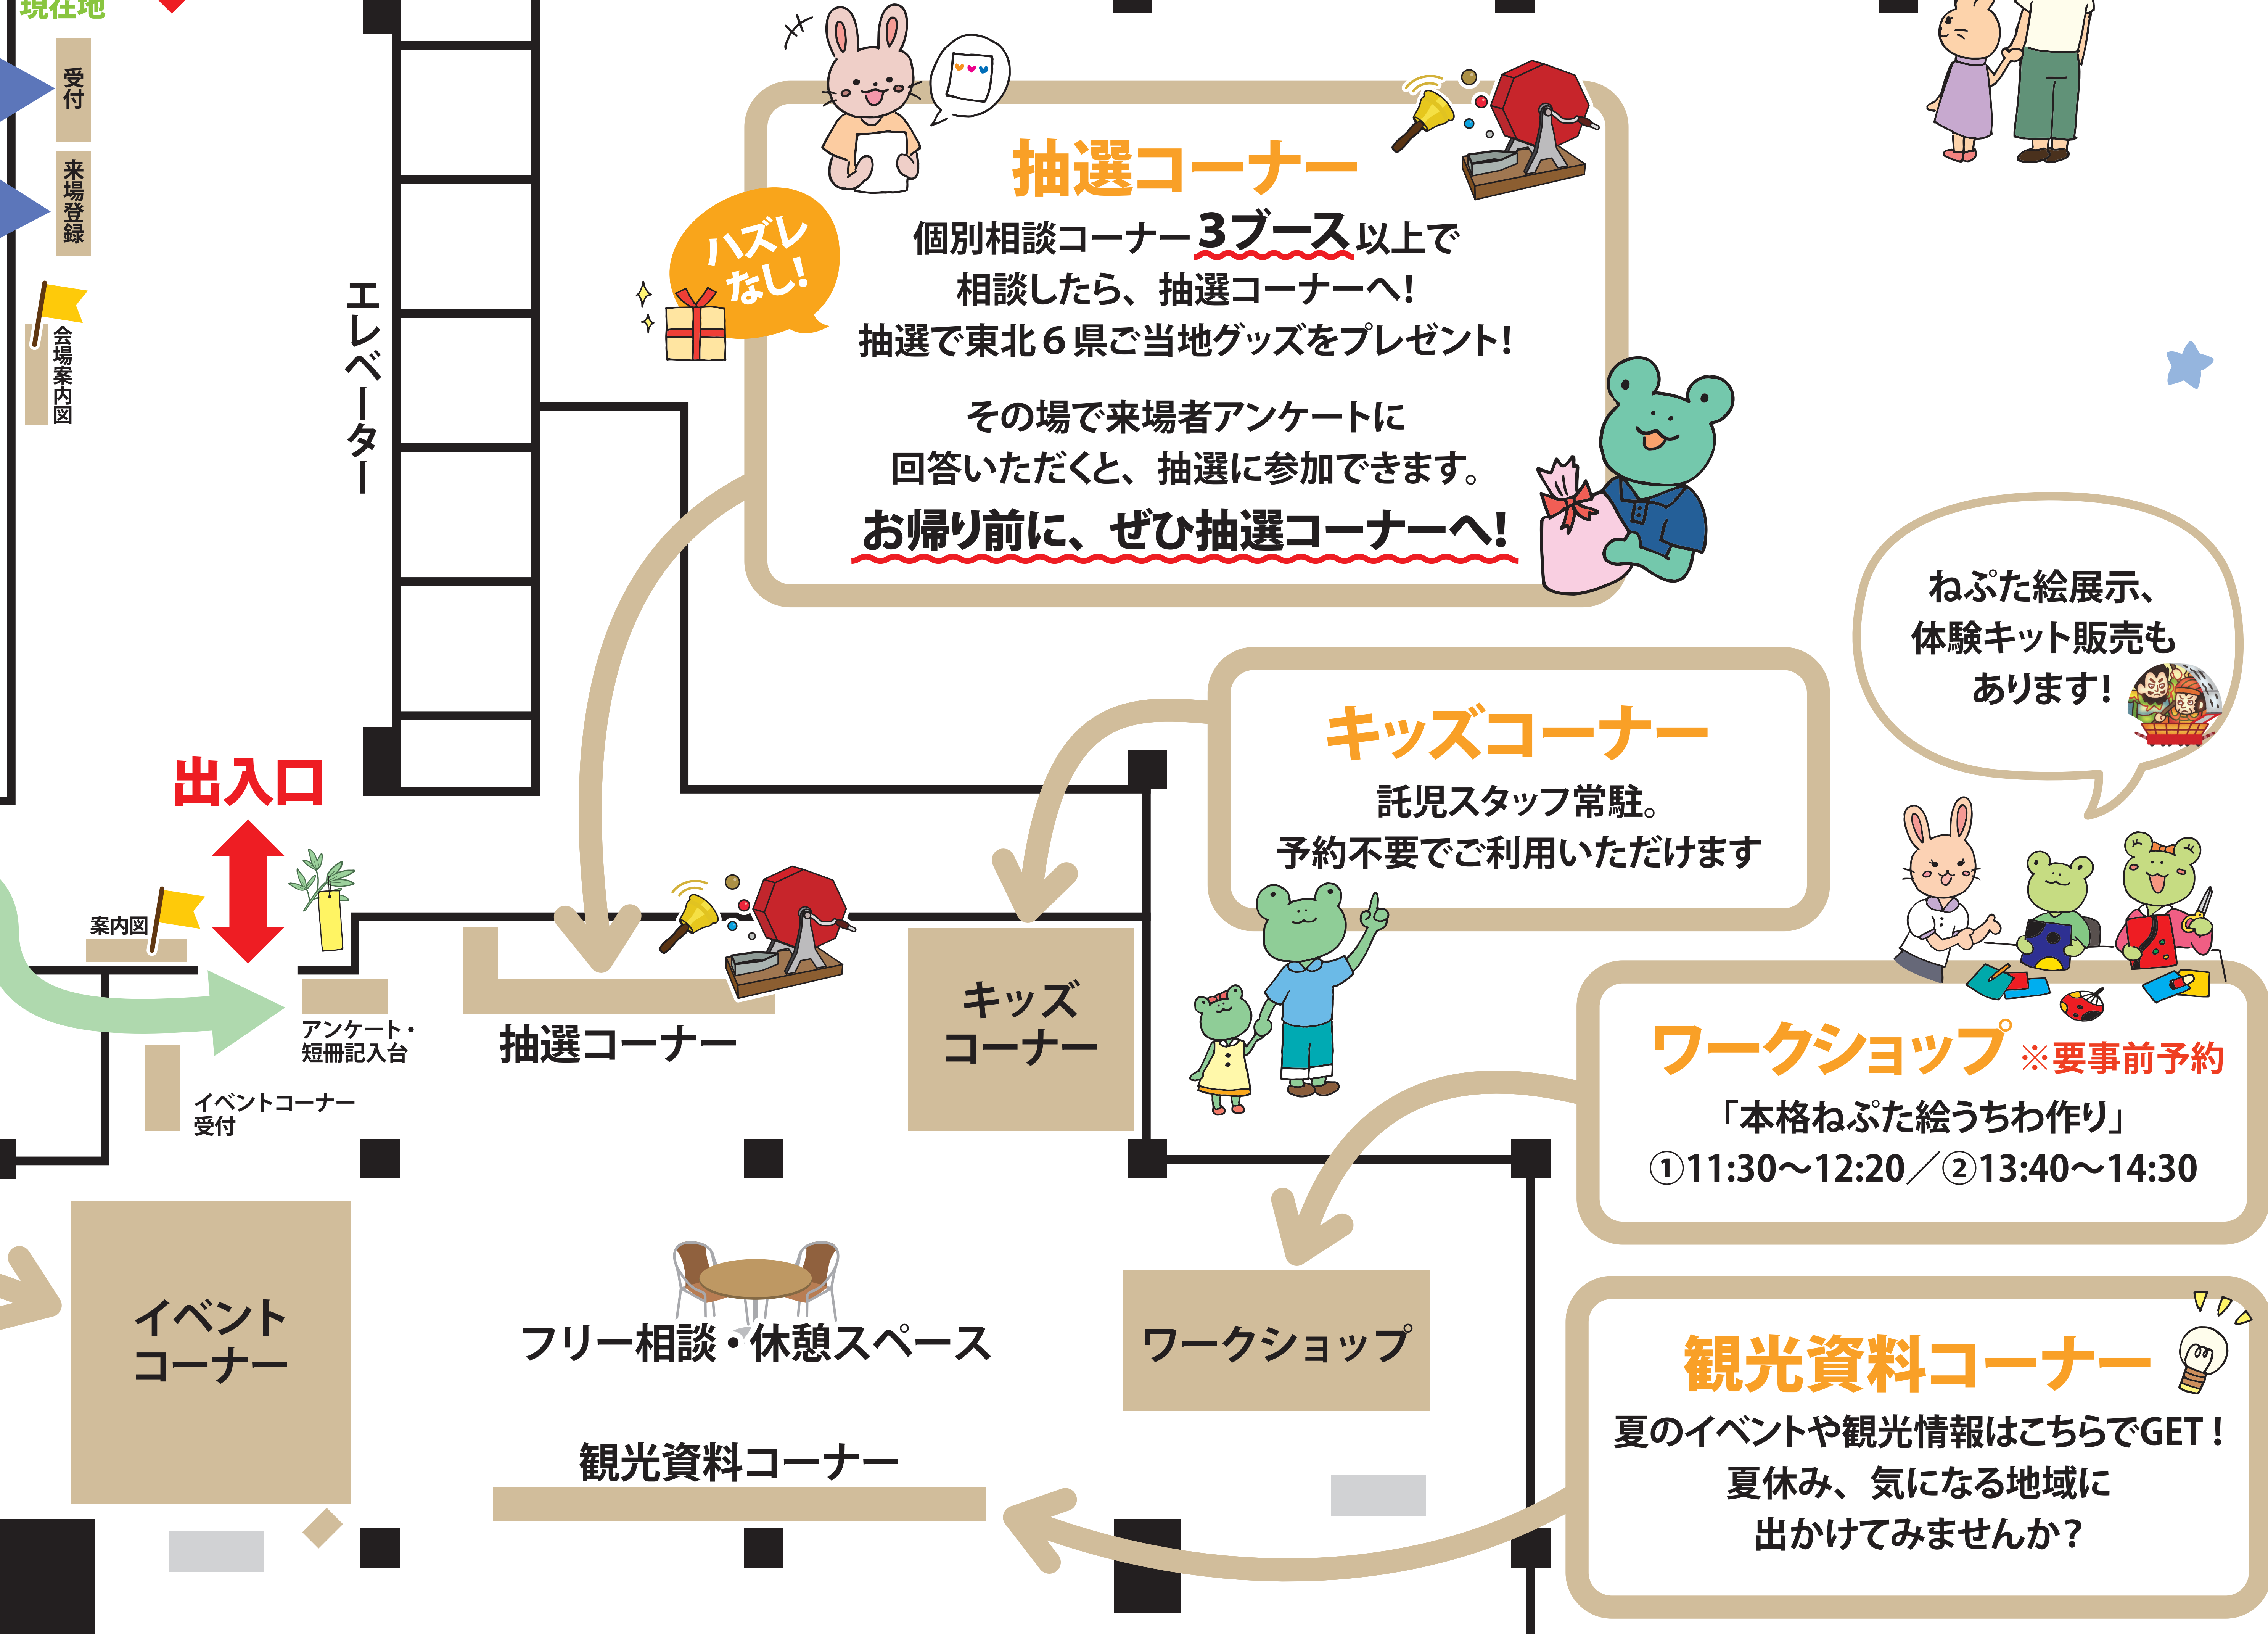 現在地
受付
来場登録
会場案内図
エレベーター
抽選コーナー
ハズレ
なし!
個別相談コーナー3ブース以上で
相談したら、抽選コーナーへ!
抽選で東北6県ご当地グッズをプレゼント!
その場で来場者アンケートに
回答いただくと、抽選に参加できます。
お帰り前に、ぜひ抽選コーナーへ!
キッズコーナー
託児スタッフ常駐。
予約不要でご利用いただけます
ねぷた絵展示、
体験キット販売も
あります!
出入口
案内図
アンケート・
短冊記入台
イベントコーナー
受付
抽選コーナー
キッズ
コーナー
ワークショップ ※要事前予約
「本格ねぷた絵うちわ作り」
①11:30～12:20／②13:40～14:30
イベント
コーナー
フリー相談・休憩スペース
ワークショップ
観光資料コーナー
観光資料コーナー
夏のイベントや観光情報はこちらでGET!
夏休み、気になる地域に
出かけてみませんか?